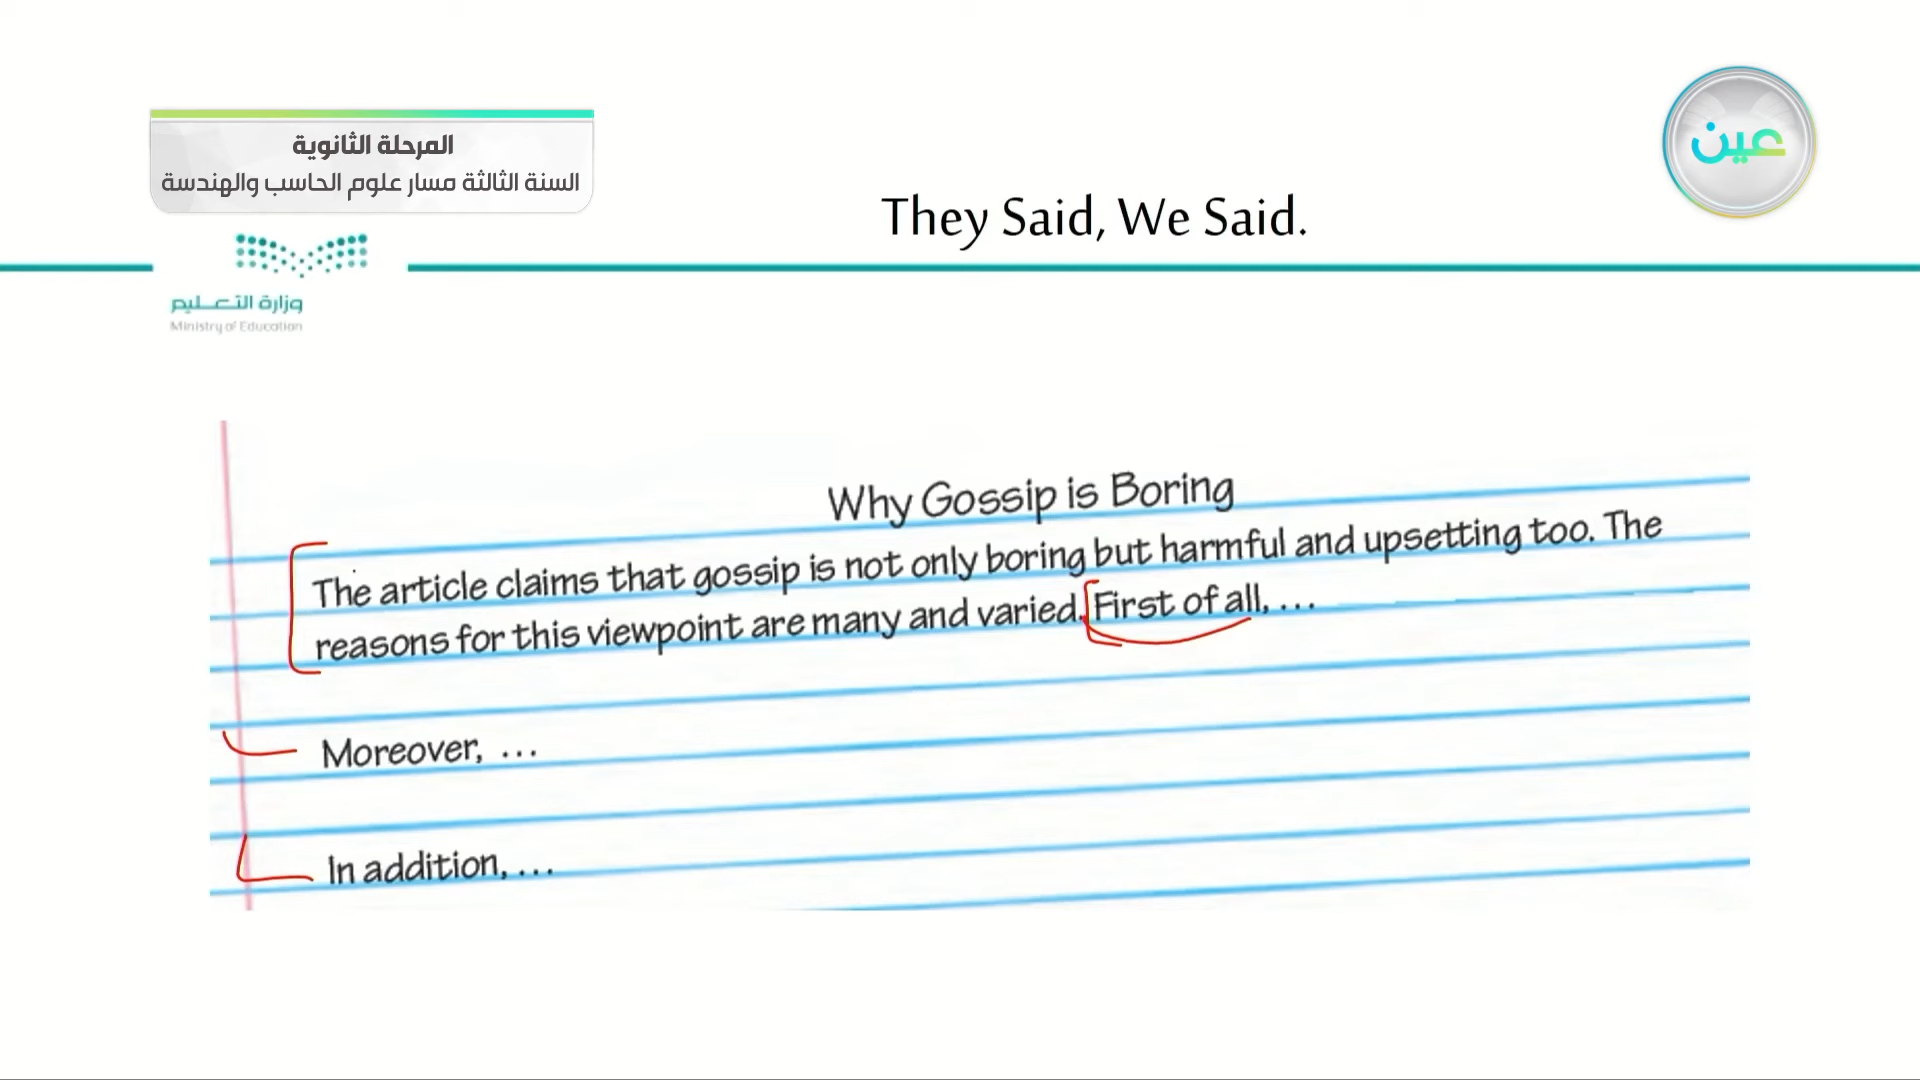 المرحلة الثانوية
السنة الثالثة مسار علوم الحاسب والهندسة
عين
They Said, We Said.
وزارة التعليم
Ministry of Education
Why Gossip is Boring
The article claims that gossip is not only boring but harmful and upsetting too. The
reasons for this viewpoint are many and varied. First of all, ...
Moreover, ...
In addition, ...